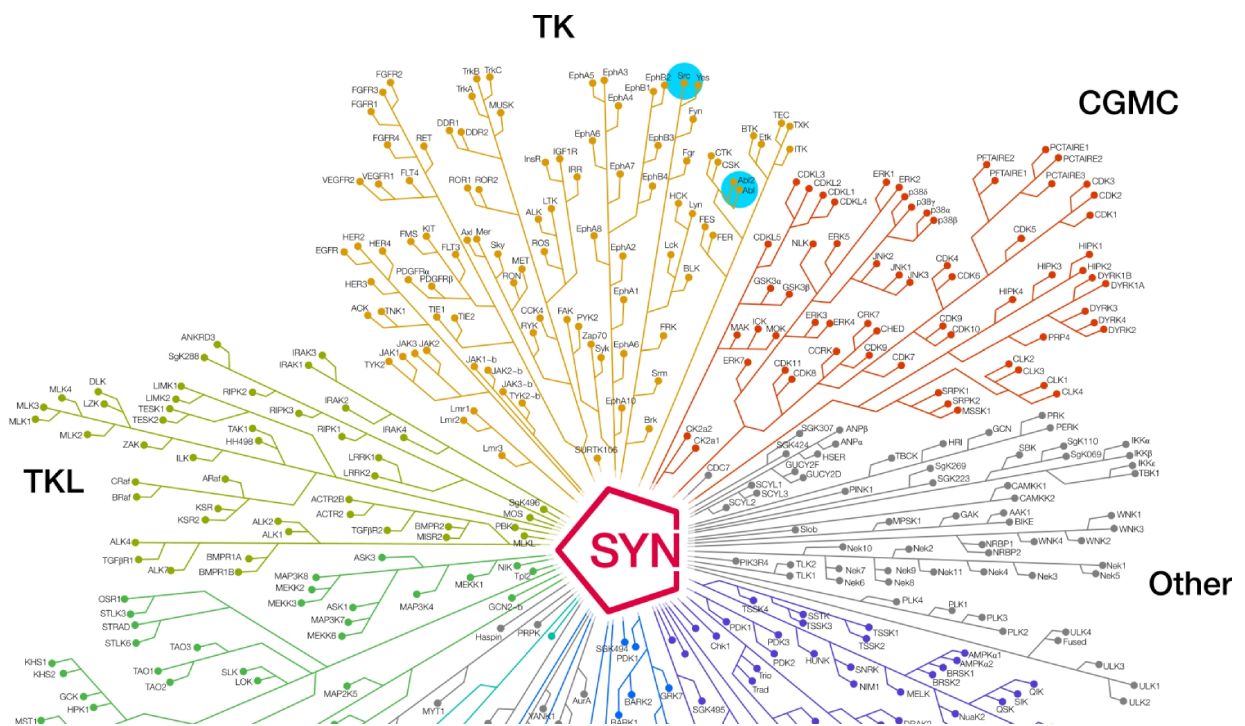 TK
CGMC
TKL
Other
SYN
FGFR2
FGFR3
FGFR1
FGFR4
RET
VEGFR2
VEGFR1
FLT4
TrkB
TrkC
TrkA
MUSK
DDR1
DDR2
ROR1
ROR2
InsR
IGF1R
IRR
LTK
ALK
ROS
EphA5
EphA3
EphA4
EphA6
EphA7
EphA8
EphA2
EphA1
EphA6
EphA10
EphB2
EphB1
EphB3
EphB4
Src
Yes
Fyn
Fgr
HCK
Lyn
Lck
BLK
FRK
Srm
Brk
CTK
CSK
Abl2
Abl
FES
FER
TEC
TXK
BTK
Etk
ITK
HER2
EGFR
HER4
HER3
FMS
KIT
FLT3
PDGFRα
PDGFRβ
Axl
Mer
Sky
MET
RON
ACK
TNK1
TIE1
TIE2
CCK4
RYK
FAK
PYK2
Zap70
Syk
JAK1
JAK3
JAK2
TYK2
JAK1~b
JAK2~b
JAK3~b
TYK2~b
Lmr1
Lmr2
Lmr3
SURTK106
CDKL3
CDKL2
CDKL1
CDKL4
CDKL5
ERK1
ERK2
p38δ
p38γ
p38α
p38β
NLK
ERK5
JNK2
JNK1
JNK3
GSK3α
GSK3β
MAK
ICK
MOK
ERK3
ERK4
ERK7
PFTAIRE2
PFTAIRE1
PCTAIRE1
PCTAIRE2
PCTAIRE3
CDK3
CDK2
CDK1
CDK5
CDK4
CDK6
CDK9
CDK10
CRK7
CHED
CCRK
CDK9
CDK7
CDK11
CDK8
HIPK1
HIPK2
HIPK3
HIPK4
DYRK1B
DYRK1A
DYRK3
DYRK4
DYRK2
PRP4
CLK2
CLK3
CLK1
CLK4
SRPK1
SRPK2
MSSK1
CK2a2
CK2a1
CDC7
SGK307
ANPβ
ANPα
SGK424
HSER
GUCY2F
GUCY2D
SCYL1
SCYL3
SCYL2
PRK
PERK
GCN
HRI
TBCK
SBK
SgK110
SgK069
SgK269
SGK223
PINK1
IKKα
IKKβ
IKKε
TBK1
CAMKK1
CAMKK2
Slob
MPSK1
GAK
AAK1
BIKE
WNK1
WNK3
WNK4
WNK2
NRBP1
NRBP2
PIK3R4
TLK2
TLK1
Nek10
Nek2
Nek7
Nek6
Nek9
Nek8
Nek11
Nek4
Nek3
Nek1
Nek5
PLK4
PLK1
PLK3
PLK2
ULK4
Fused
ULK3
ULK1
ULK2
ANKRD3
SgK288
IRAK3
IRAK1
IRAK2
IRAK4
RIPK2
RIPK3
RIPK1
LIMK1
LIMK2
TESK1
TESK2
DLK
MLK4
LZK
MLK3
MLK1
MLK2
ZAK
TAK1
HH498
ILK
LRRK1
LRRK2
CRaf
BRaf
ARaf
KSR
KSR2
ACTR2B
ACTR2
ALK2
ALK1
TGFβR2
BMPR2
MISR2
ALK4
TGFβR1
ALK7
BMPR1A
BMPR1B
SgK496
MOS
PBK
MLKL
ASK3
MAP3K8
MEKK2
MEKK3
ASK1
MAP3K7
MEKK6
MAP3K4
MEKK1
NIK
Tpl2
GCN2~b
OSR1
STLK3
STRAD
STLK6
TAO3
TAO1
TAO2
SLK
LOK
KHS1
KHS2
GCK
HPK1
MST1
MAP2K5
Haspin
PRPK
MYT1
YANK1
AurA
SGK494
PDK1
BARK2
BARK1
GRK7
SGK495
Chk1
PDK1
Trio
Trad
TSSK4
PDK3
PDK2
SSTK
TSSK3
TSSK1
TSSK2
HUNK
SNRK
NIM1
MELK
AMPKα1
AMPKα2
BRSK1
BRSK2
QIK
SIK
QSK
NuaK2